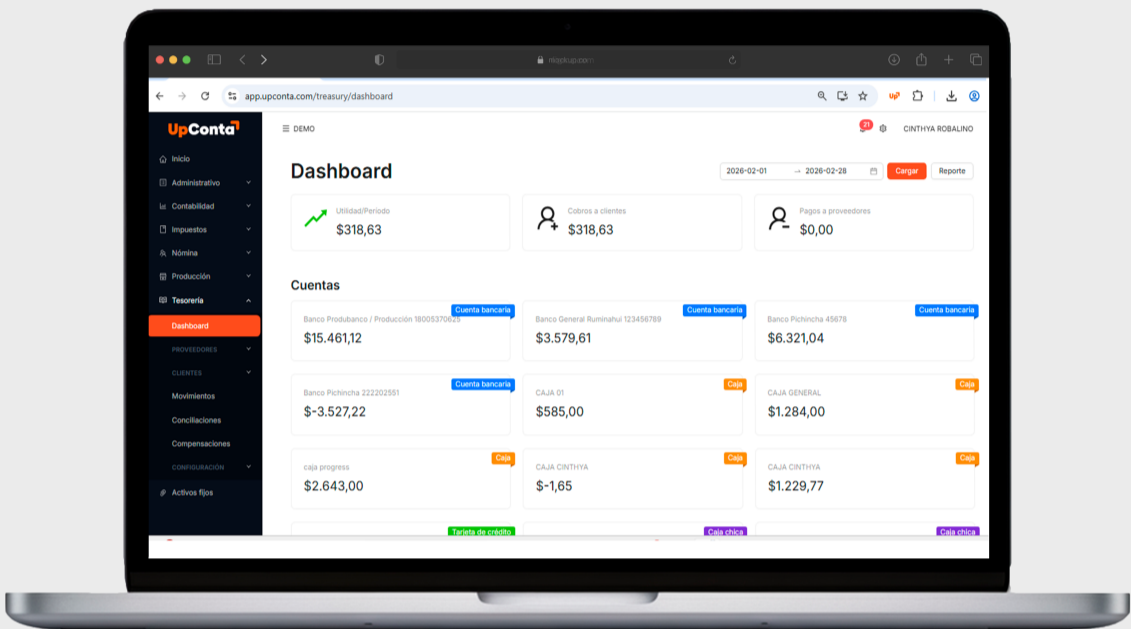 app.upconta.com/treasury/dashboard
UpConta
DEMO
21
CINTHYA ROBALINO
Inicio
Administrativo
Contabilidad
Impuestos
Nómina
Producción
Tesorería
Dashboard
PROVEEDORES
CLIENTES
Movimientos
Conciliaciones
Compensaciones
CONFIGURACIÓN
Activos fijos
Dashboard
2026-02-01 → 2026-02-28
Cargar
Reporte
Utilidad/Período
$318,63
Cobros a clientes
$318,63
Pagos a proveedores
$0,00
Cuentas
Cuenta bancaria
Banco Produbanco / Producción 18005370625
$15.461,12
Cuenta bancaria
Banco General Ruminahui 123456789
$3.579,61
Cuenta bancaria
Banco Pichincha 45678
$6.321,04
Cuenta bancaria
Banco Pichincha 222202551
$-3.527,22
Caja
CAJA 01
$585,00
Caja
CAJA GENERAL
$1.284,00
Caja
caja progress
$2.643,00
Caja
CAJA CINTHYA
$-1,65
Caja
CAJA CINTHYA
$1.229,77
Tarjeta de crédito
Caja chica
Caja chica